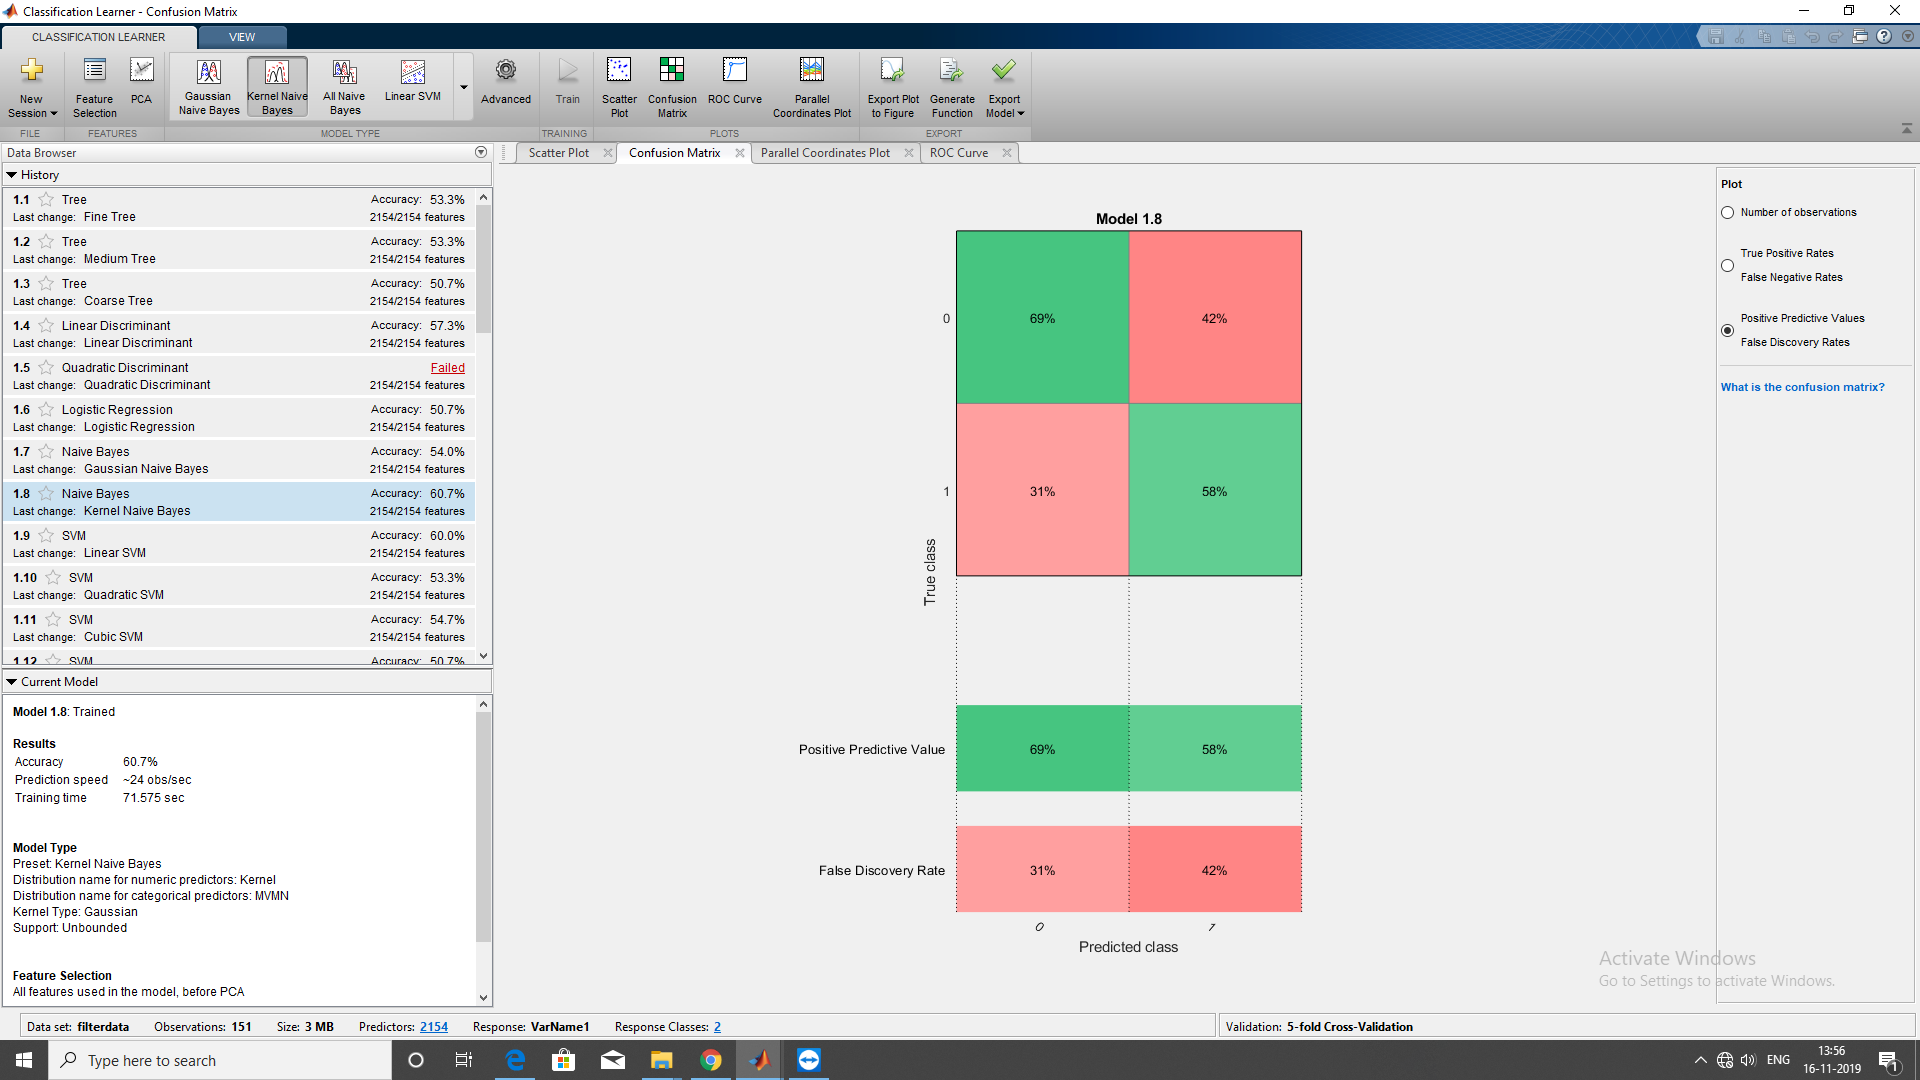 Classification Learner - Confusion Matrix
CLASSIFICATION LEARNER VIEW
New Session
Feature Selection
PCA
Gaussian Naive Bayes
Kernel Naive Bayes
All Naive Bayes
Linear SVM
Advanced
Train
Scatter Plot
Confusion Matrix
ROC Curve
Parallel Coordinates Plot
Export Plot to Figure
Generate Function
Export Model
FILE FEATURES MODEL TYPE TRAINING PLOTS EXPORT
Data Browser
History
1.1 Tree Accuracy: 53.3%
Last change: Fine Tree 2154/2154 features
1.2 Tree Accuracy: 53.3%
Last change: Medium Tree 2154/2154 features
1.3 Tree Accuracy: 50.7%
Last change: Coarse Tree 2154/2154 features
1.4 Linear Discriminant Accuracy: 57.3%
Last change: Linear Discriminant 2154/2154 features
1.5 Quadratic Discriminant Failed
Last change: Quadratic Discriminant 2154/2154 features
1.6 Logistic Regression Accuracy: 50.7%
Last change: Logistic Regression 2154/2154 features
1.7 Naive Bayes Accuracy: 54.0%
Last change: Gaussian Naive Bayes 2154/2154 features
1.8 Naive Bayes Accuracy: 60.7%
Last change: Kernel Naive Bayes 2154/2154 features
1.9 SVM Accuracy: 60.0%
Last change: Linear SVM 2154/2154 features
1.10 SVM Accuracy: 53.3%
Last change: Quadratic SVM 2154/2154 features
1.11 SVM Accuracy: 54.7%
Last change: Cubic SVM 2154/2154 features
1.12 SVM Accuracy: 50.7%
Current Model
Model 1.8: Trained
Results
Accuracy 60.7%
Prediction speed ~24 obs/sec
Training time 71.575 sec
Model Type
Preset: Kernel Naive Bayes
Distribution name for numeric predictors: Kernel
Distribution name for categorical predictors: MVMN
Kernel Type: Gaussian
Support: Unbounded
Feature Selection
All features used in the model, before PCA
Scatter Plot Confusion Matrix Parallel Coordinates Plot ROC Curve
Model 1.8
0 69% 42%
1 31% 58%
True class
Positive Predictive Value 69% 58%
False Discovery Rate 31% 42%
0 1
Predicted class
Plot
Number of observations
True Positive Rates
False Negative Rates
Positive Predictive Values
False Discovery Rates
What is the confusion matrix?
Activate Windows
Go to Settings to activate Windows.
Data set: filterdata Observations: 151 Size: 3 MB Predictors: 2154 Response: VarName1 Response Classes: 2 Validation: 5-fold Cross-Validation
Type here to search
ENG
13:56
16-11-2019
1